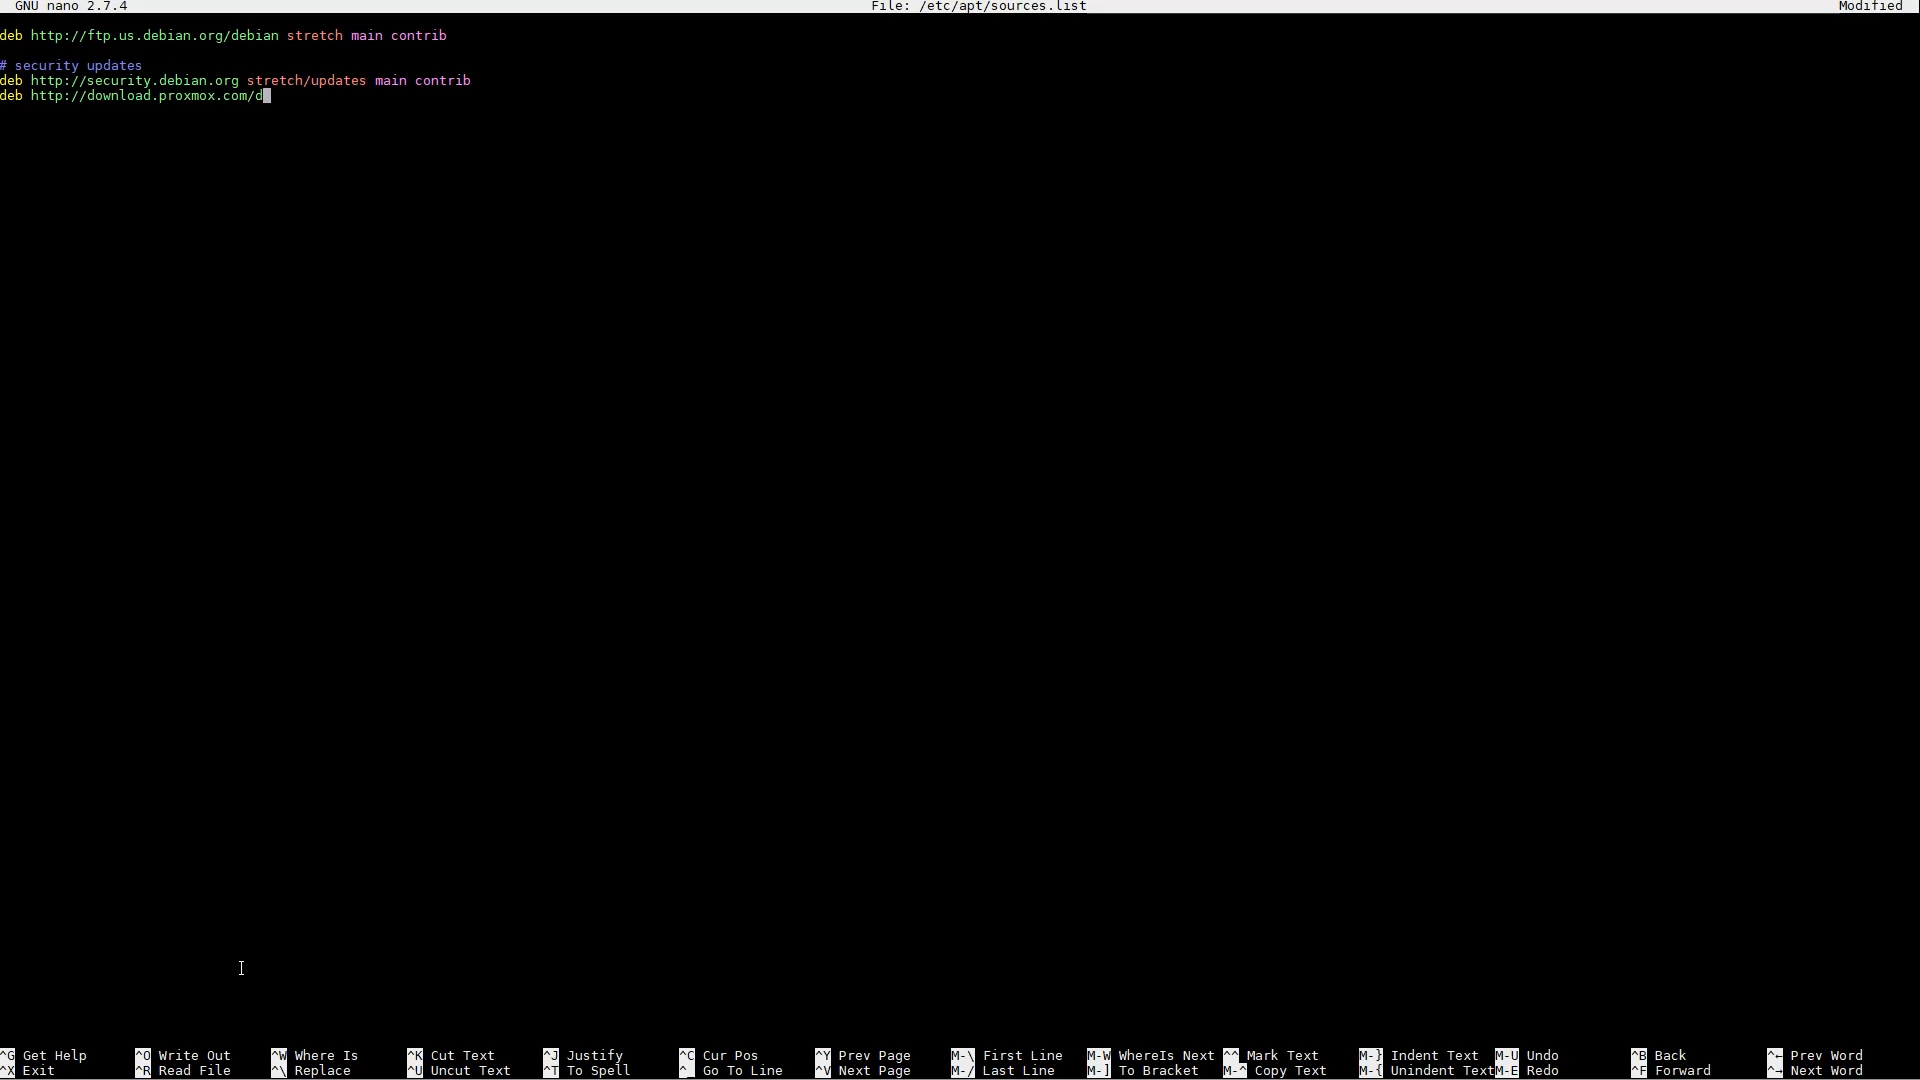 GNU nano 2.7.4 File: /etc/apt/sources.list Modified
deb http://ftp.us.debian.org/debian stretch main contrib
# security updates
deb http://security.debian.org stretch/updates main contrib
deb http://download.proxmox.com/d
^G Get Help ^O Write Out ^W Where Is ^K Cut Text ^J Justify ^C Cur Pos ^Y Prev Page M-\ First Line M-W WhereIs Next ^^ Mark Text M-} Indent Text M-U Undo ^B Back ^← Prev Word
^X Exit ^R Read File ^\ Replace ^U Uncut Text ^T To Spell ^_ Go To Line ^V Next Page M-/ Last Line M-] To Bracket M-^ Copy Text M-{ Unindent Text M-E Redo ^F Forward ^→ Next Word